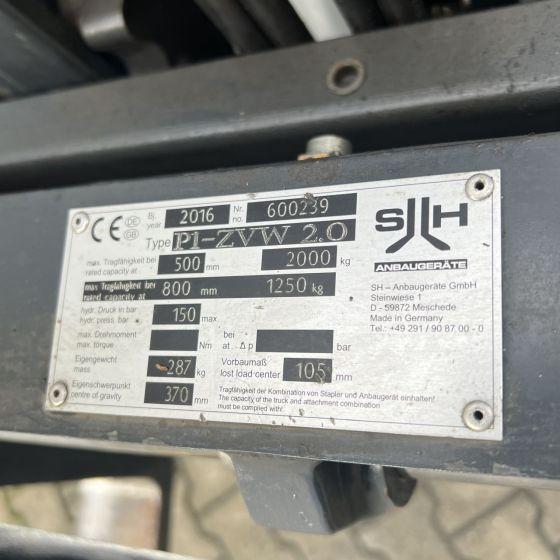 CE DE GB Bj. year 2016 Nr. no. 600239
Type P1-ZVW 2.0
max. Tragfähigkeit bei
rated capacity at 500 mm 2000 kg
max Tragfähigkeit bei
rated capacity at 800 mm 1250 kg
hydr. Druck in bar
hydr. press. bar 150 max.
max. Drehmoment
max. torque Nm bei
at Δp bar
Eigengewicht
mass 287 kg Vorbaumaß
lost load center 105 mm
Eigenschwerpunkt
centre of gravity 370 mm
Tragfähigkeit der Kombination von Stapler und Anbaugerät einhalten!
The capacity of the truck and attachment combination
must be complied with!
SH
ANBAUGERÄTE
SH – Anbaugeräte GmbH
Steinwiese 1
D - 59872 Meschede
Made in Germany
Tel.: +49 291 / 90 87 00 - 0